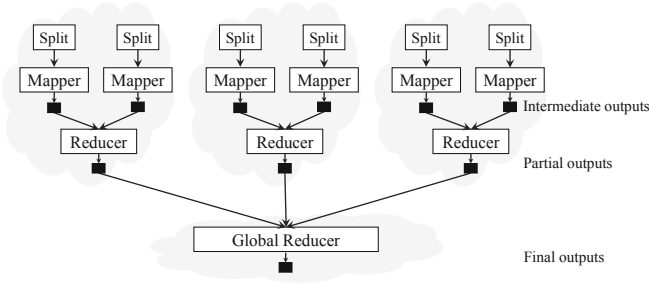 Split Split Split Split Split Split
Mapper Mapper Mapper Mapper Mapper Mapper
Intermediate outputs
Reducer Reducer Reducer
Partial outputs
Global Reducer
Final outputs